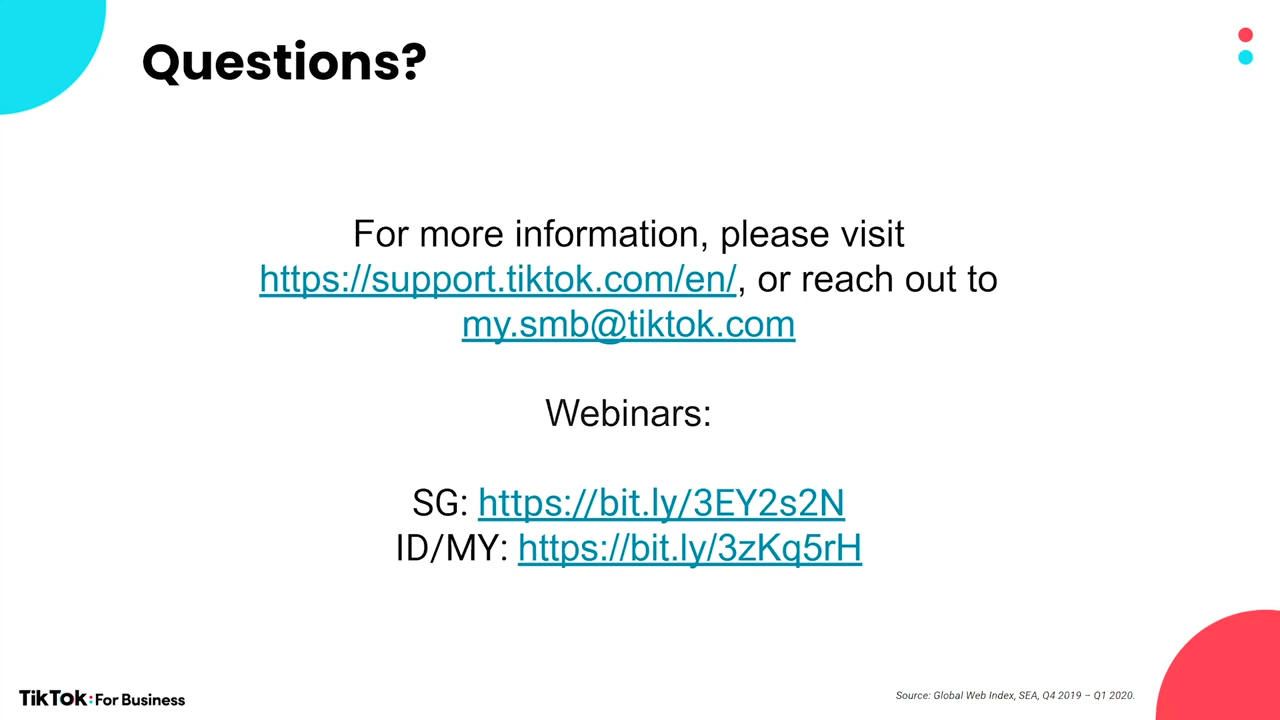 Questions?
For more information, please visit
https://support.tiktok.com/en/, or reach out to
my.smb@tiktok.com
Webinars:
SG: https://bit.ly/3EY2s2N
ID/MY: https://bit.ly/3zKq5rH
TikTok: For Business
Source: Global Web Index, SEA, Q4 2019 – Q1 2020.